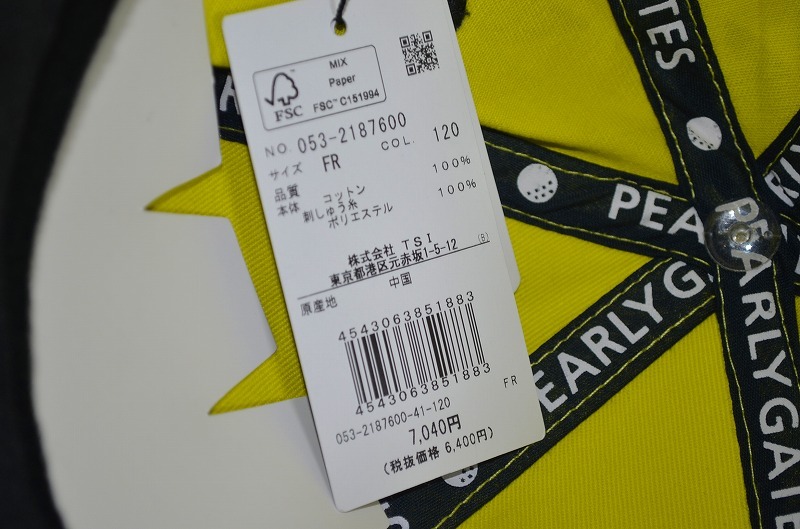 MIX
Paper
FSC
FSC™ C151994
NO. 053-2187600
サイズ FR COL. 120
品質
本体 コットン 100%
刺しゅう糸
ポリエステル 100%
株式会社 TSI
東京都港区元赤坂1-5-12 (B)
原産地 中国
4543063851883
4543063851883
053-2187600-41-120 FR
7,040円
(税抜価格 6,400円)
TES
PEA
PEARLYGATE
EARLYG